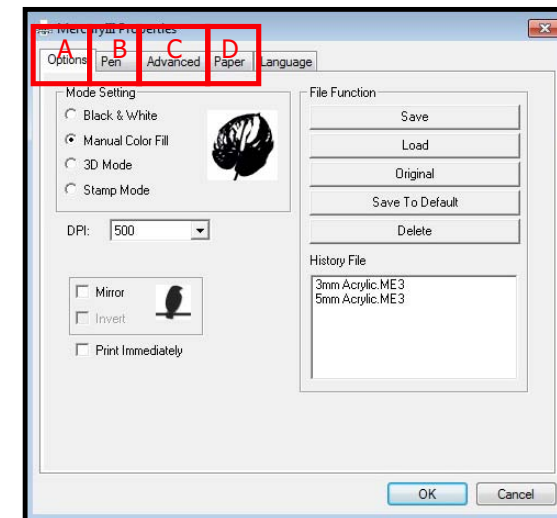 MercuryIII Properties
A B C D
Options Pen Advanced Paper Language
Mode Setting
Black & White
Manual Color Fill
3D Mode
Stamp Mode
DPI: 500
Mirror
Invert
Print Immediately
File Function
Save
Load
Original
Save To Default
Delete
History File
3mm Acrylic.ME3
5mm Acrylic.ME3
OK Cancel